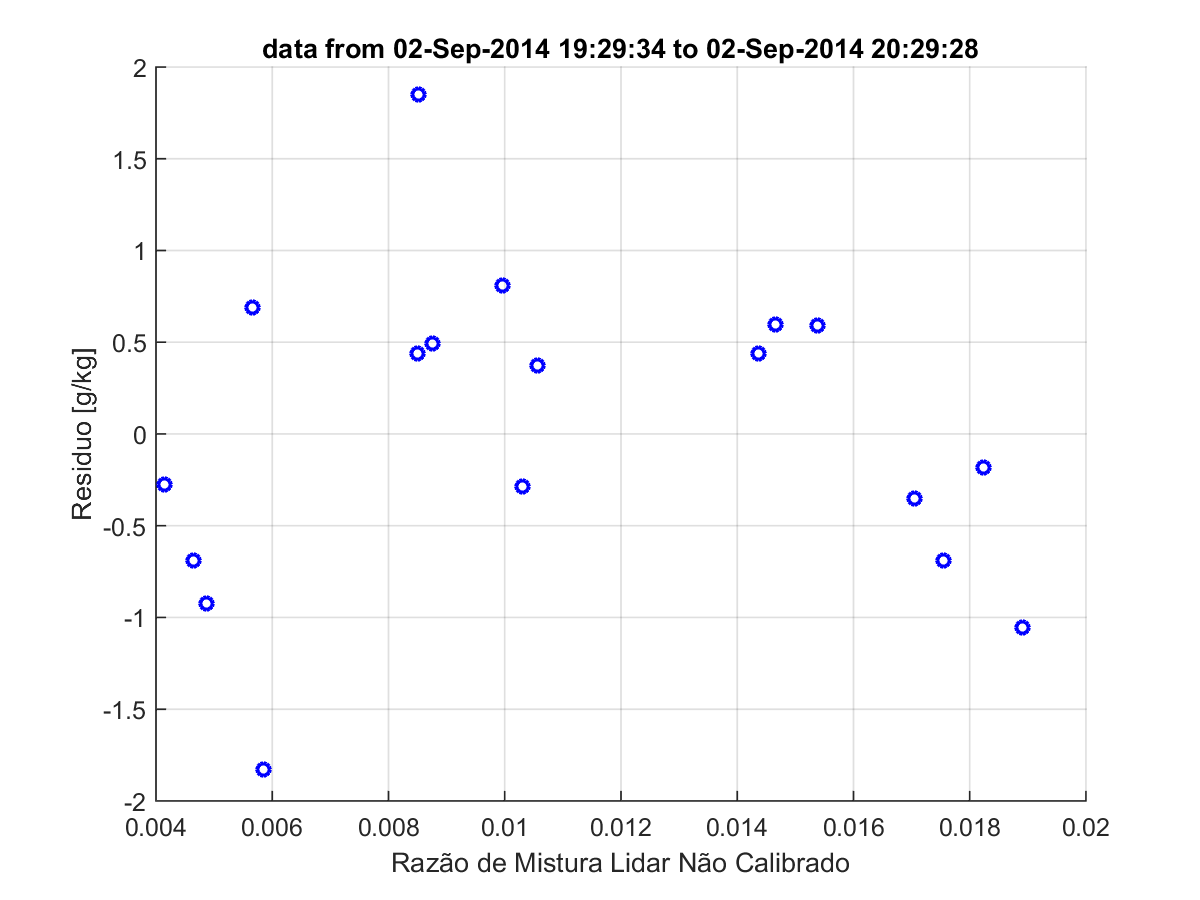 data from 02-Sep-2014 19:29:34 to 02-Sep-2014 20:29:28
2
1.5
1
0.5
0
-0.5
-1
-1.5
-2
Residuo [g/kg]
0.004 0.006 0.008 0.01 0.012 0.014 0.016 0.018 0.02
Razão de Mistura Lidar Não Calibrado